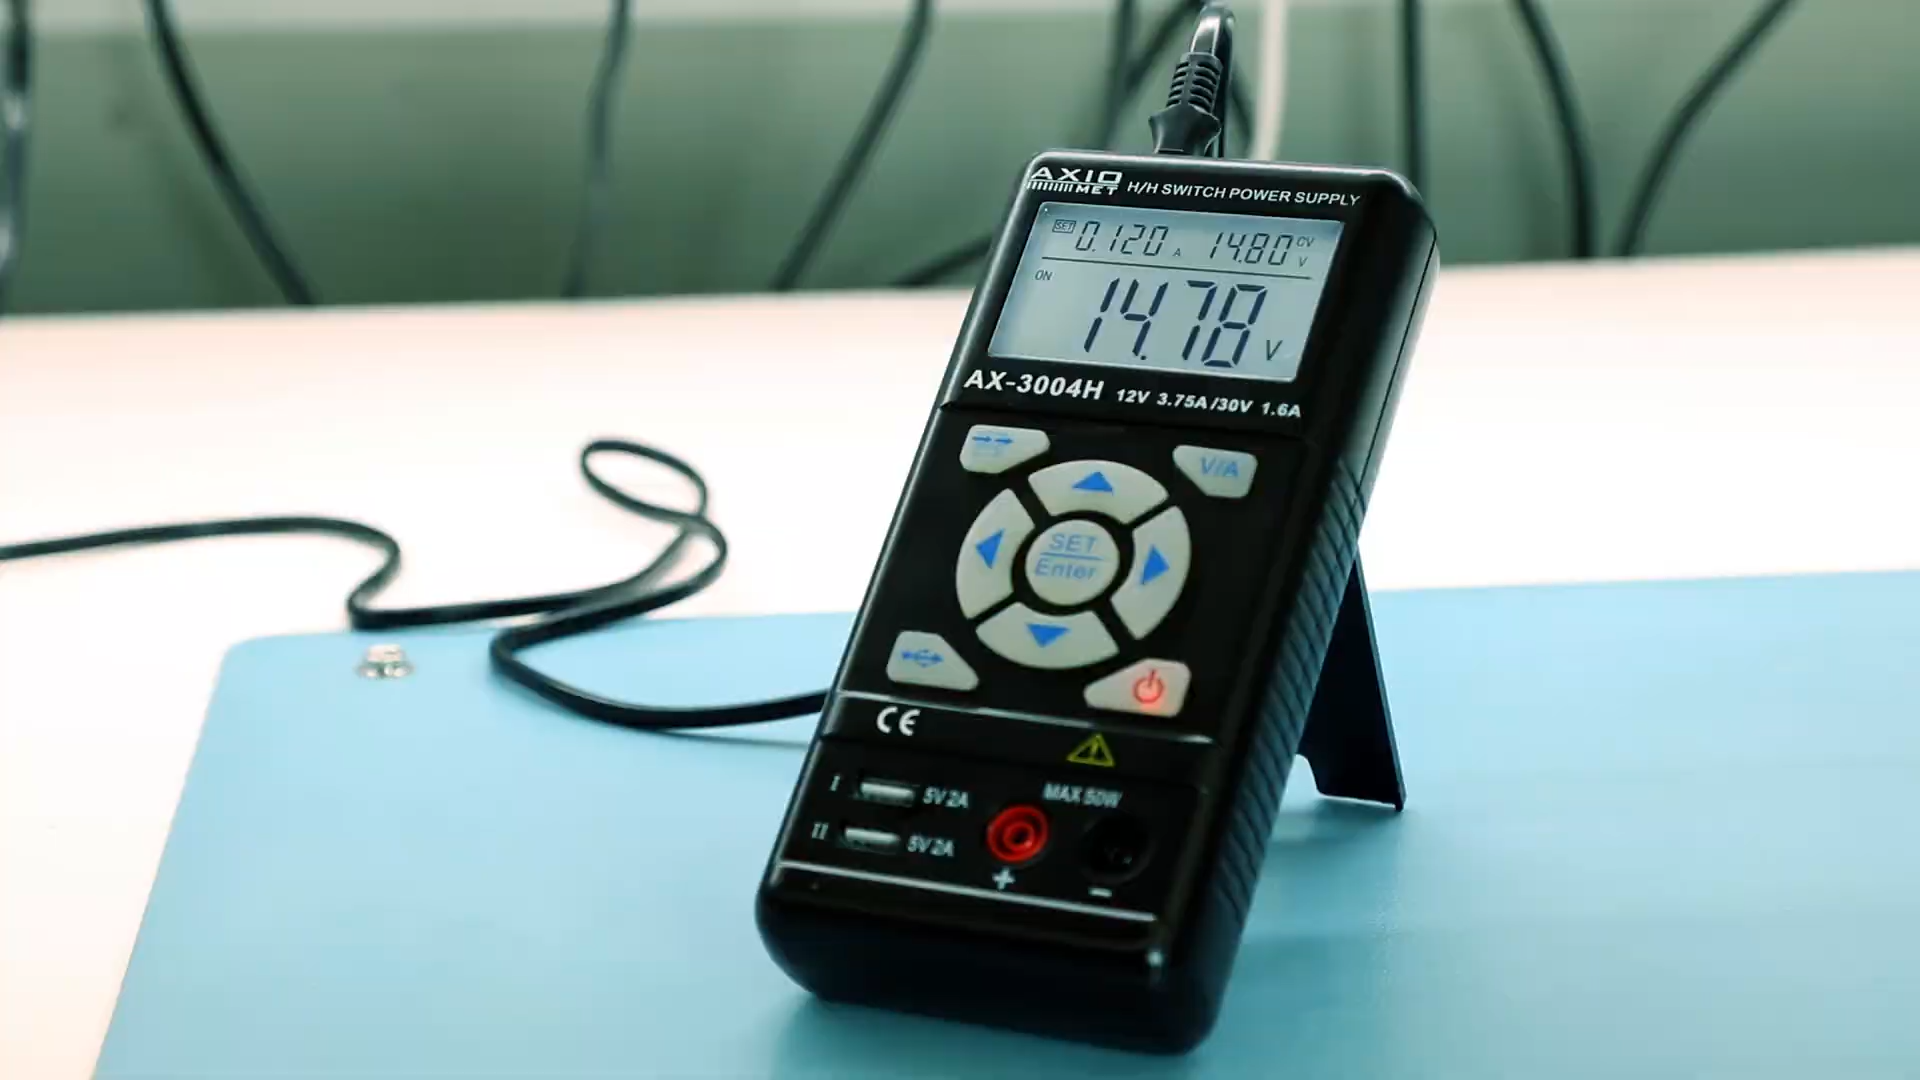 AXIO
MET H/H SWITCH POWER SUPPLY
SET 0.120 A 14.80 CV V
ON
14.78 V
AX-3004H 12V 3.75A/30V 1.6A
V/A
SET
Enter
CE
I 5V 2A MAX 50W
II 5V 2A
+ -